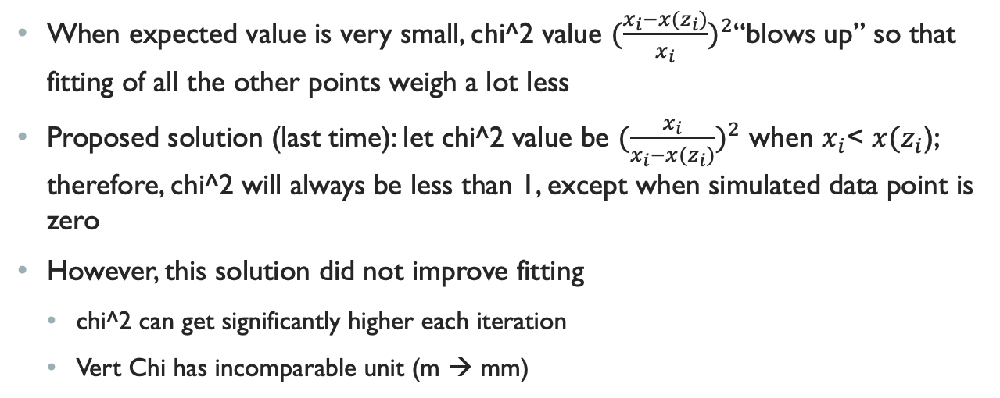 • When expected value is very small, chi^2 value (\frac{x_i-x(z_i)}{x_i})^2 “blows up” so that
fitting of all the other points weigh a lot less
• Proposed solution (last time): let chi^2 value be (\frac{x_i}{x_i-x(z_i)})^2 when x_i< x(z_i);
therefore, chi^2 will always be less than 1, except when simulated data point is
zero
• However, this solution did not improve fitting
• chi^2 can get significantly higher each iteration
• Vert Chi has incomparable unit (m → mm)